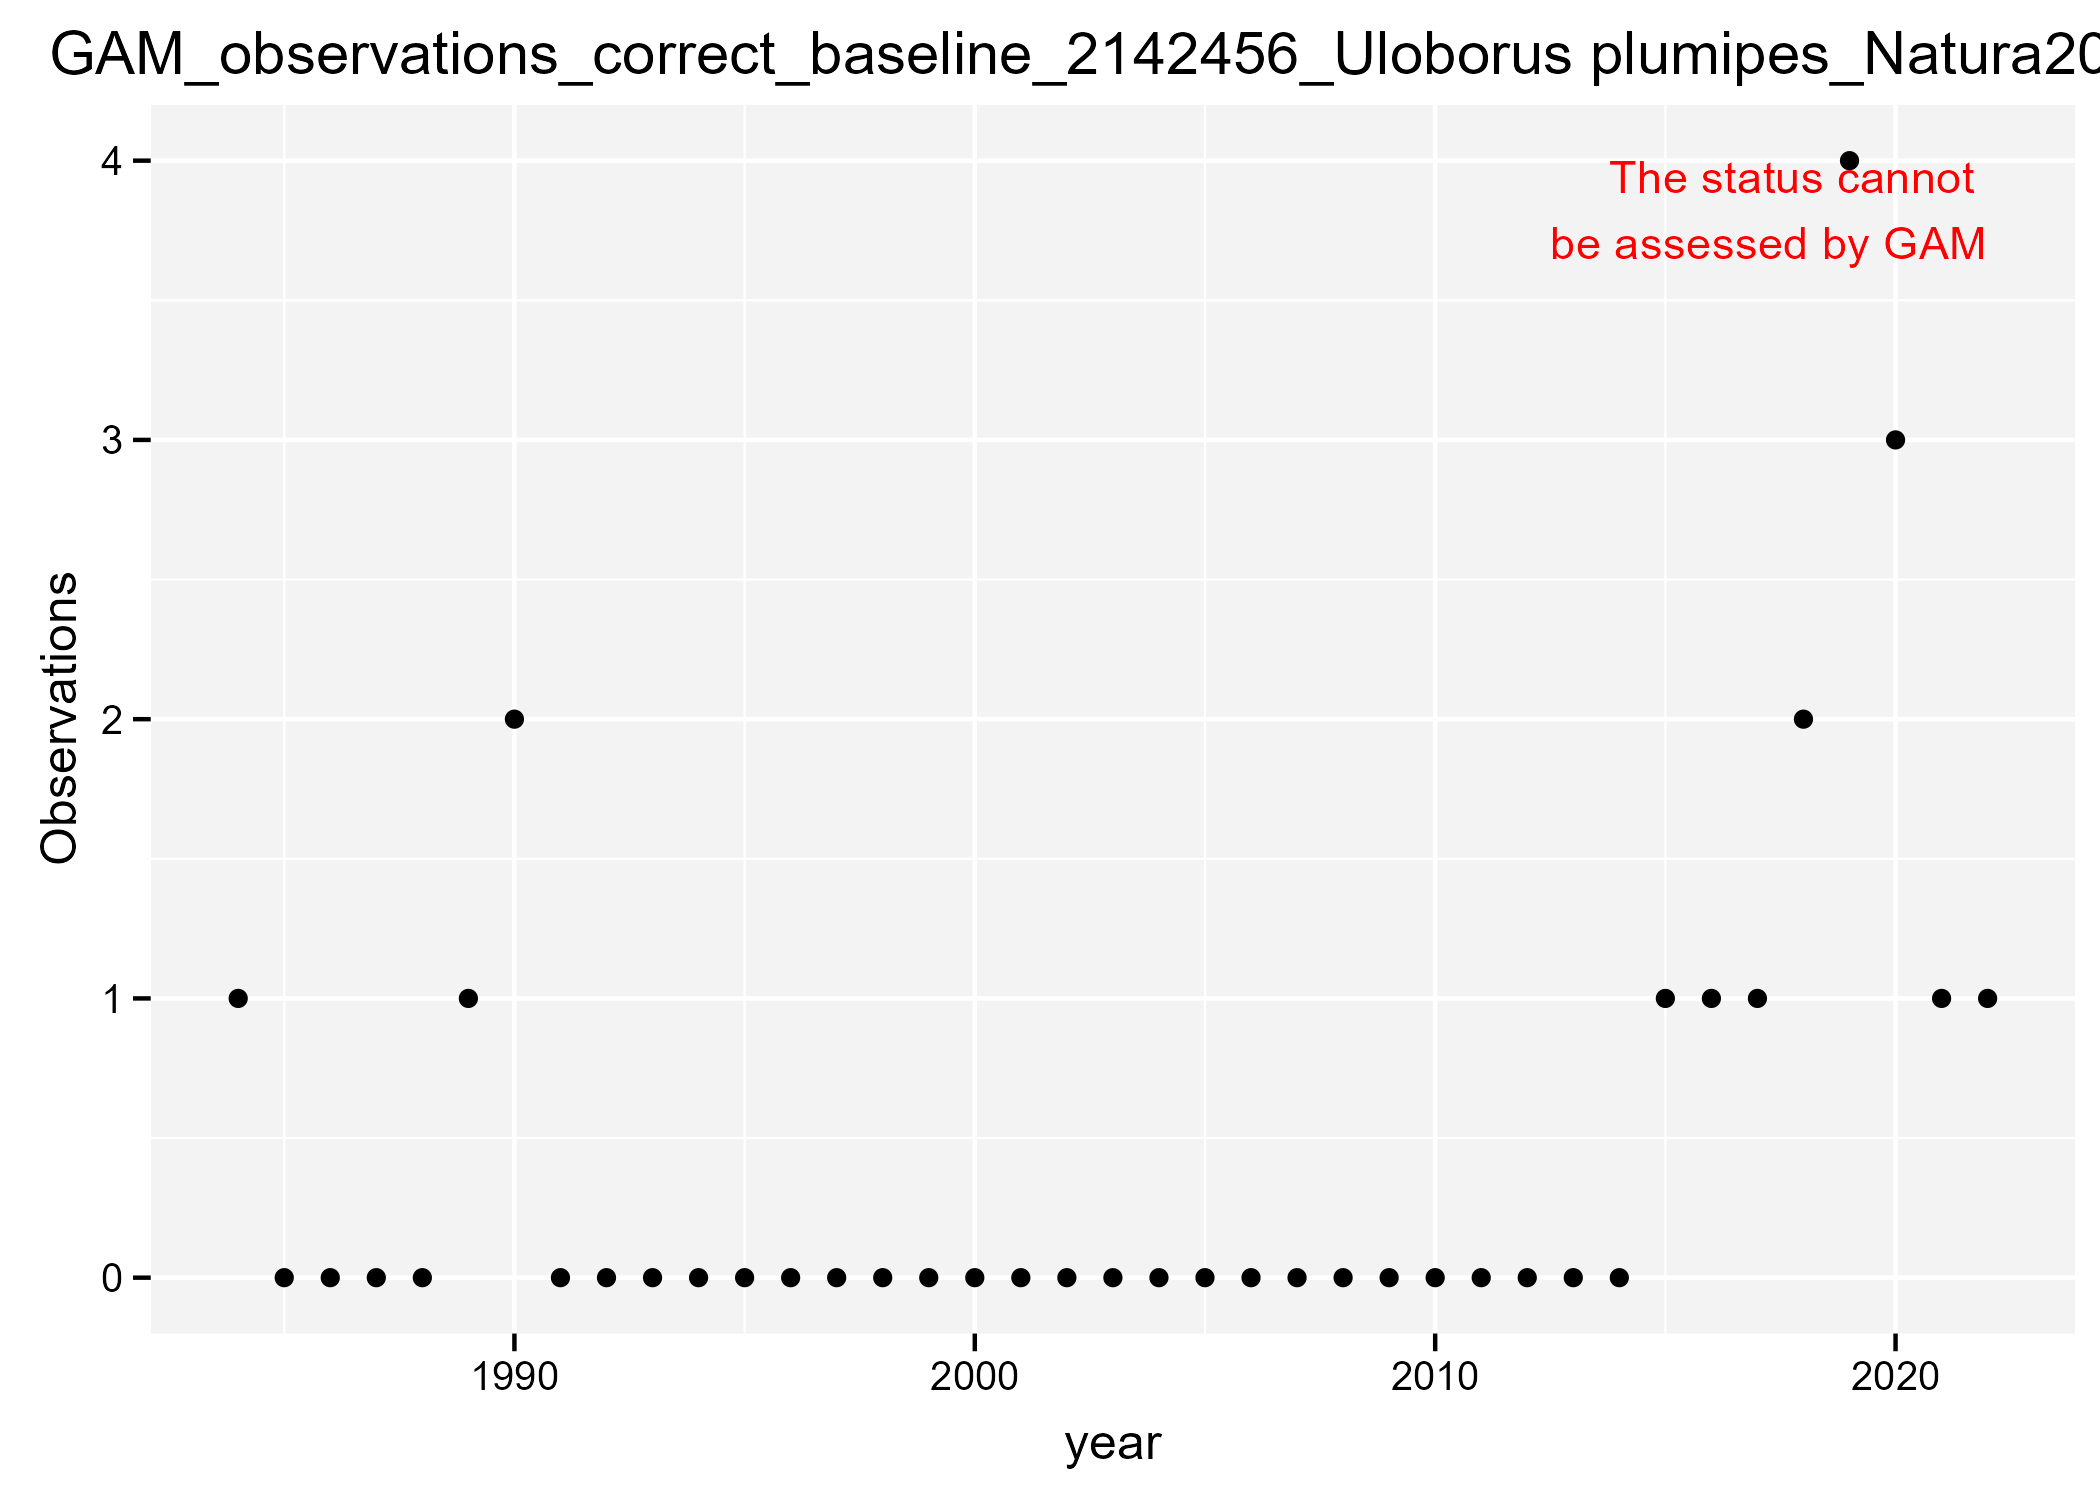 GAM_observations_correct_baseline_2142456_Uloborus plumipes_Natura20
4
The status cannot
be assessed by GAM
3
Observations
2
1
0
1990 2000 2010 2020
year